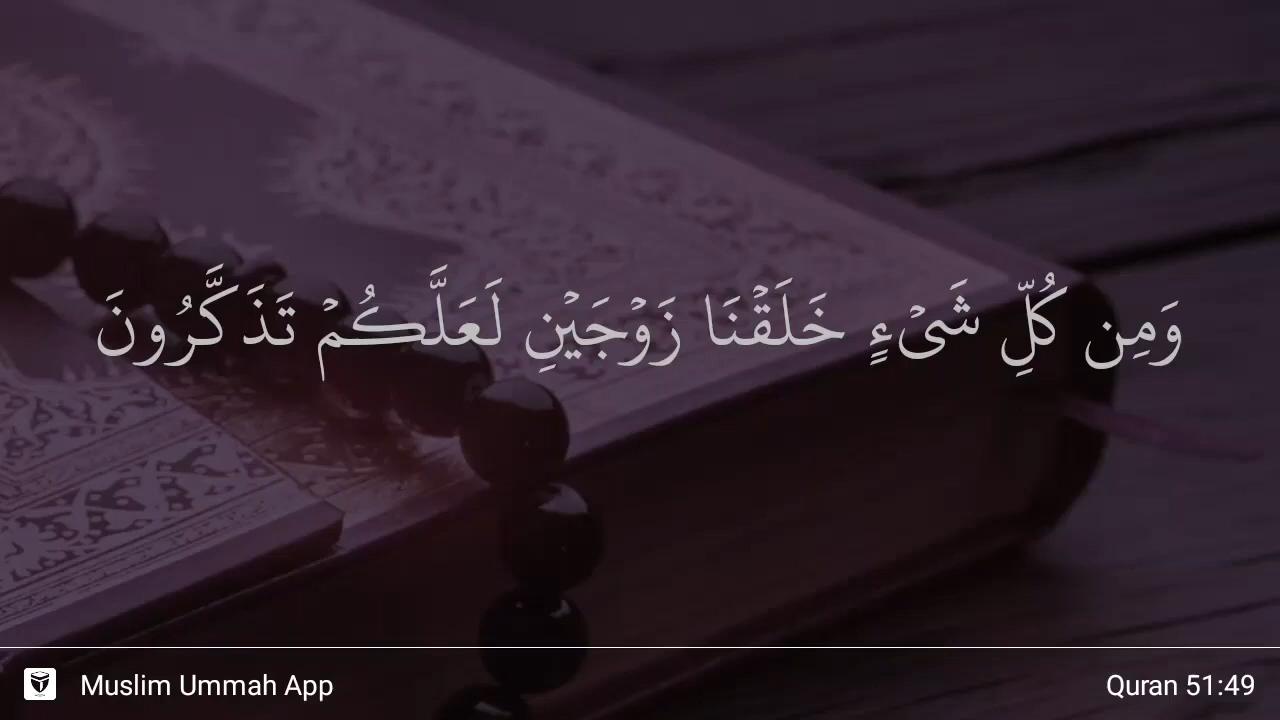 وَمِن كُلِّ شَىْءٍ خَلَقْنَا زَوْجَيْنِ لَعَلَّكُمْ تَذَكَّرُونَ
Muslim Ummah App
Quran 51:49